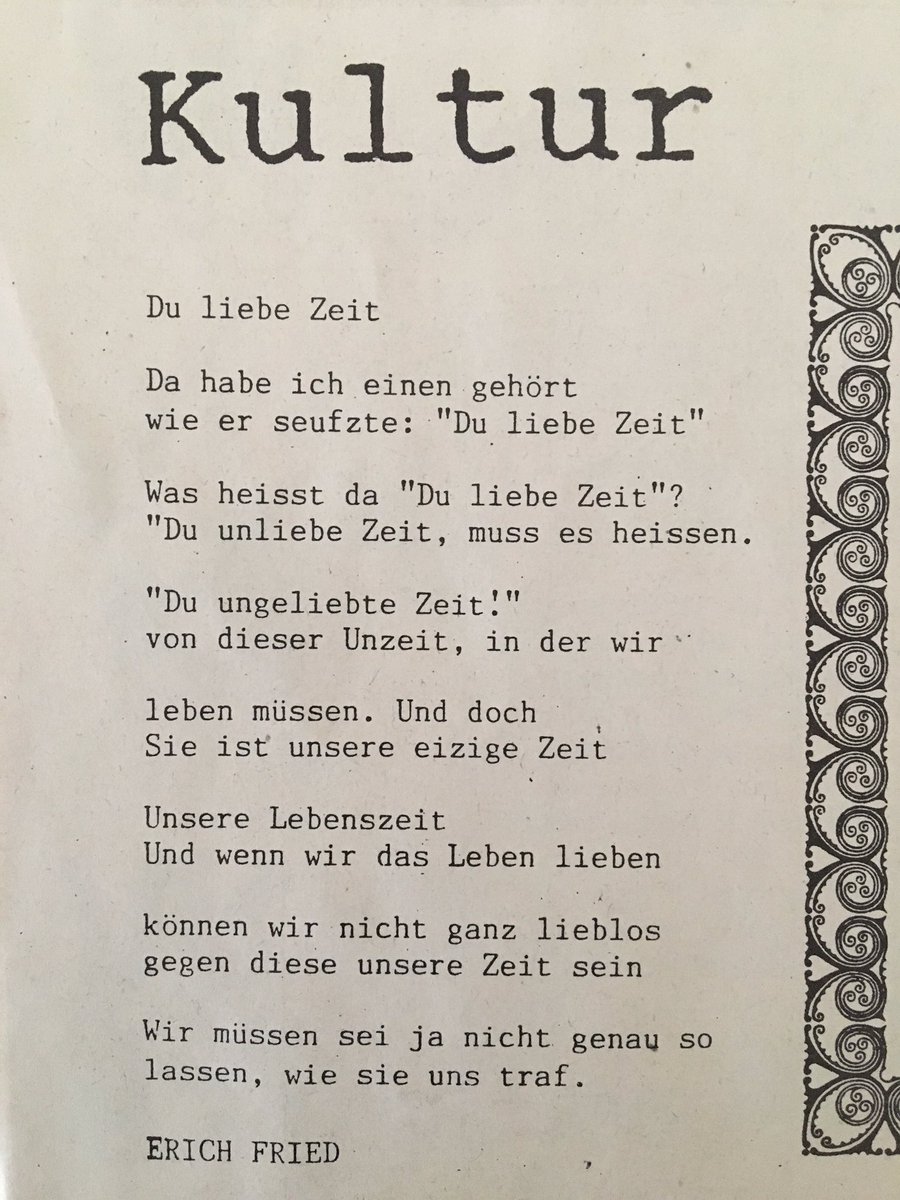 Kultur
Du liebe Zeit
Da habe ich einen gehört
wie er seufzte: "Du liebe Zeit"
Was heisst da "Du liebe Zeit"?
"Du unliebe Zeit, muss es heissen.
"Du ungeliebte Zeit!"
von dieser Unzeit, in der wir
leben müssen. Und doch
Sie ist unsere eizige Zeit
Unsere Lebenszeit
Und wenn wir das Leben lieben
können wir nicht ganz lieblos
gegen diese unsere Zeit sein
Wir müssen sei ja nicht genau so
lassen, wie sie uns traf.
ERICH FRIED